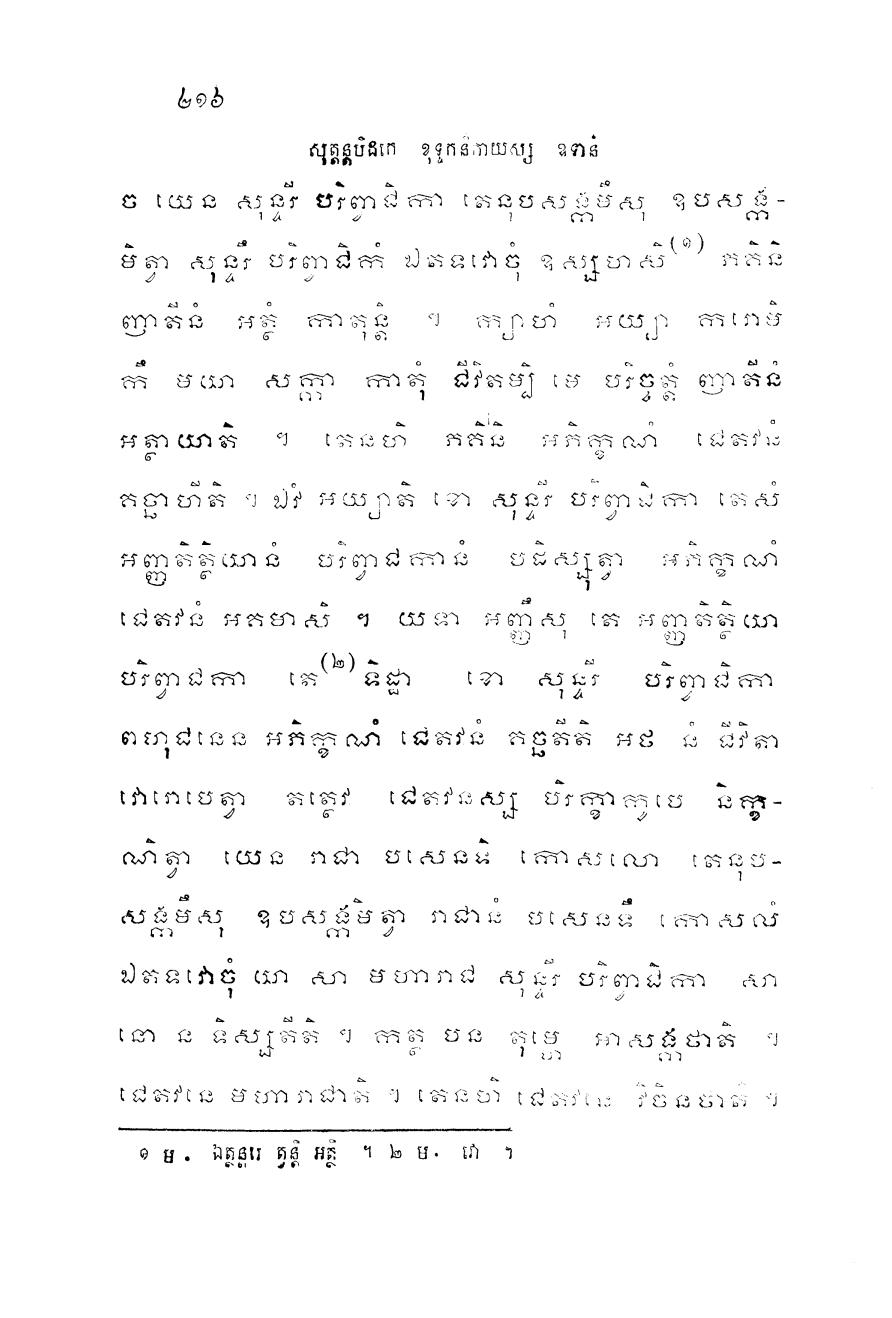 ២១៦
សុត្តន្តបិដកេ ខុទ្ទកនិកាយស្ស ឧទានំ
ច យេន សុន្ទរី បរិព្វាជិកា តេនុបសង្កមឹសុ ឧបសង្ក-
មិត្វា សុន្ទរឹ បរិព្វាជិកំ ឯតទវោចុំ ឧស្សហសិ(១) ភគិនិ
ញាតីនំ អត្ថំ កាតុន្តិ ។ ក្យាហំ អយ្យា ករោមិ
កឹ មយា សក្កា កាតុំ ជីវិតម្បិ មេ បរិច្ចត្តំ ញាតីនំ
អត្ថាយាតិ ។ តេនហិ ភគិនិ អភិក្ខណំ ជេតវនំ
គច្ឆាហីតិ ។ ឯវំ អយ្យាតិ ខោ សុន្ទរី បរិព្វាជិកា តេសំ
អញ្ញតិត្ថិយានំ បរិព្វាជកានំ បដិស្សុត្វា អភិក្ខណំ
ជេតវនំ អគមាសិ ។ យទា អញ្ញឹសុ តេ អញ្ញតិត្ថិយា
បរិព្វាជកា តេ(២) ទិដ្ឋា ខោ សុន្ទរី បរិព្វាជិកា
ពហុជនេន អភិក្ខណំ ជេតវនំ គច្ឆតីតិ អថ នំ ជីវិតា
វោរោបេត្វា តត្ថេវ ជេតវនស្ស បរិក្ខាកូបេ និក្ខ-
ណិត្វា យេន រាជា បសេនទិ កោសលោ តេនុប-
សង្កមឹសុ ឧបសង្កមិត្វា រាជានំ បសេនទឹ កោសលំ
ឯតទវោចុំ យា សា មហារាជ សុន្ទរី បរិព្វាជិកា សា
នោ ន ទិស្សតីតិ ។ កត្ថ បន តុម្ហេ អាសង្កថាតិ ។
ជេតវនេ មហារាជាតិ ។ តេនហិ ជេតវនេ វិចិនថាតិ ។
១ ម. ឯត្ថន្តរេ ត្វន្តិ អត្ថិ ។ ២ ម. វោ ។